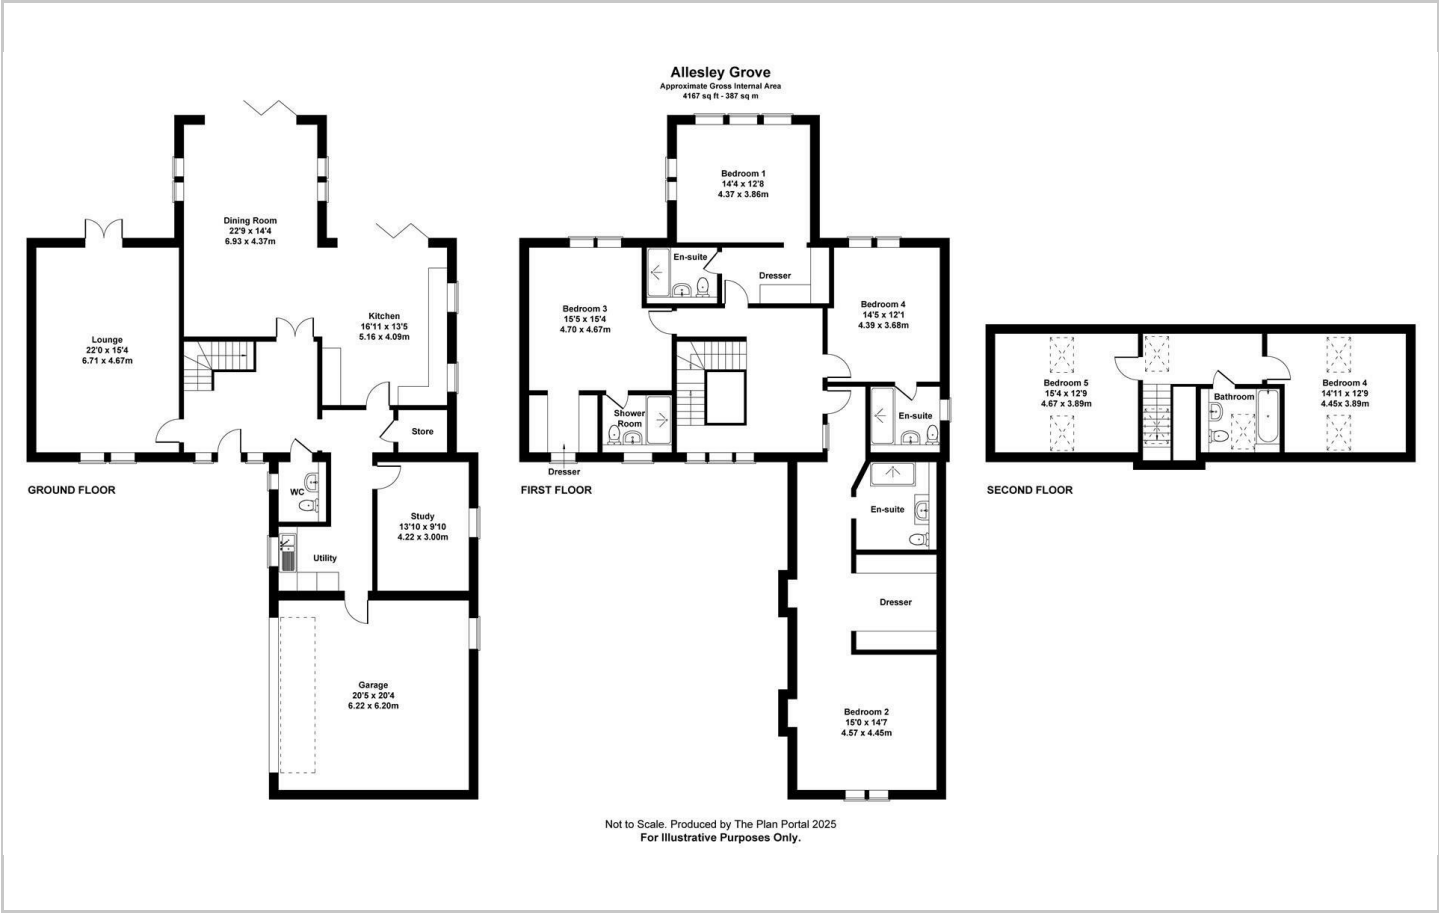 Allesley Grove
Approximate Gross Internal Area
4167 sq ft - 387 sq m
Dining Room
22'9 x 14'4
6.93 x 4.37m
Kitchen
16'11 x 13'5
5.16 x 4.09m
Lounge
22'0 x 15'4
6.71 x 4.67m
Store
WC
Study
13'10 x 9'10
4.22 x 3.00m
Utility
Garage
20'5 x 20'4
6.22 x 6.20m
GROUND FLOOR
Bedroom 1
14'4 x 12'8
4.37 x 3.86m
En-suite
Dresser
Bedroom 3
15'5 x 15'4
4.70 x 4.67m
Bedroom 4
14'5 x 12'1
4.39 x 3.68m
Shower
Room
En-suite
Dresser
En-suite
Dresser
Bedroom 2
15'0 x 14'7
4.57 x 4.45m
FIRST FLOOR
Bedroom 5
15'4 x 12'9
4.67 x 3.89m
Bathroom
Bedroom 4
14'11 x 12'9
4.45x 3.89m
SECOND FLOOR
Not to Scale. Produced by The Plan Portal 2025
For Illustrative Purposes Only.